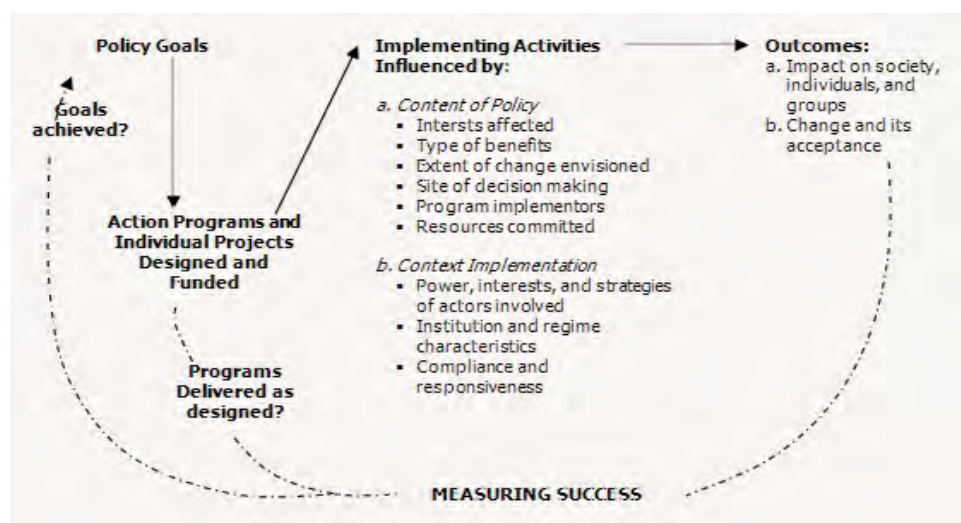 Policy Goals
Goals
achieved?
Action Programs and
Individual Projects
Designed and
Funded
Programs
Delivered as
designed?
Implementing Activities
Influenced by:
a. Content of Policy
▪ Intersts affected
▪ Type of benefits
▪ Extent of change envisioned
▪ Site of decision making
▪ Program implementors
▪ Resources committed
b. Context Implementation
▪ Power, interests, and strategies
of actors involved
▪ Institution and regime
characteristics
▪ Compliance and
responsiveness
Outcomes:
a. Impact on society,
individuals, and
groups
b. Change and its
acceptance
MEASURING SUCCESS